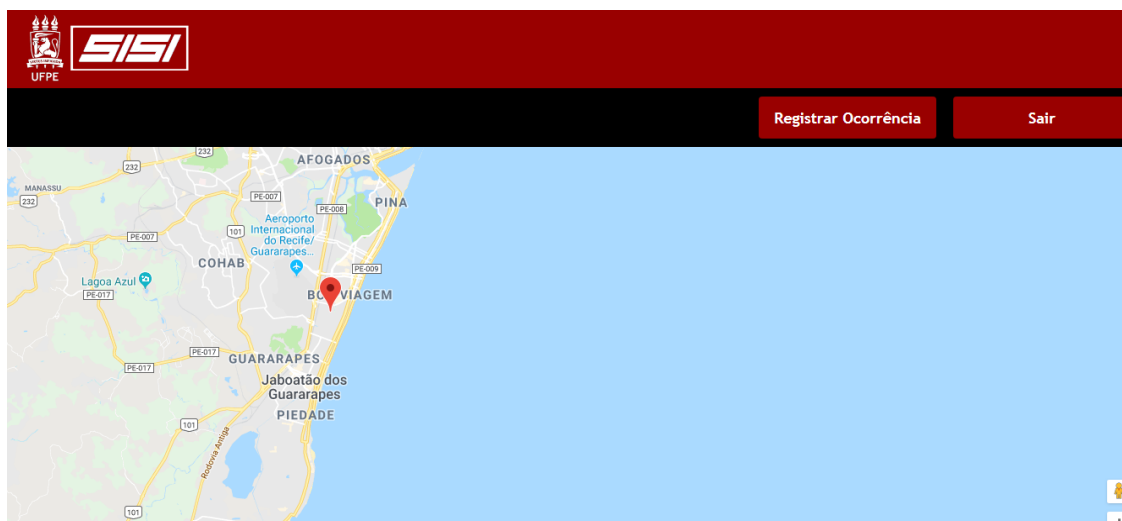 UFPE
SISI
Registrar Ocorrência
Sair
232
232
AFOGADOS
MANASSU
232
PE-007
PE-008
PINA
Aeroporto
Internacional
do Recife/
Guararapes...
101
PE-007
COHAB
PE-009
Lagoa Azul
PE-017
VIAGEM
PE-017
GUARARAPES
PE-017
Jaboatão dos
Guararapes
PIEDADE
101
Rodovia Antiga
101